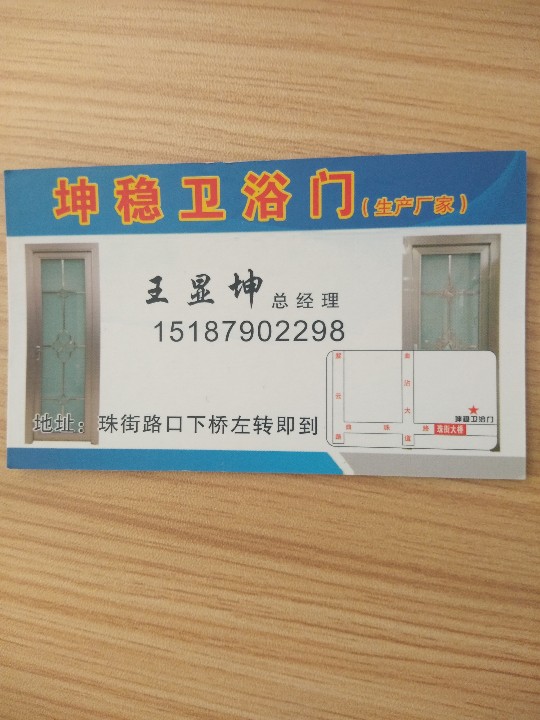 坤稳卫浴门（生产厂家）
王显坤 总经理
15187902298
地址：珠街路口下桥左转即到
坤稳卫浴门
珠街大桥